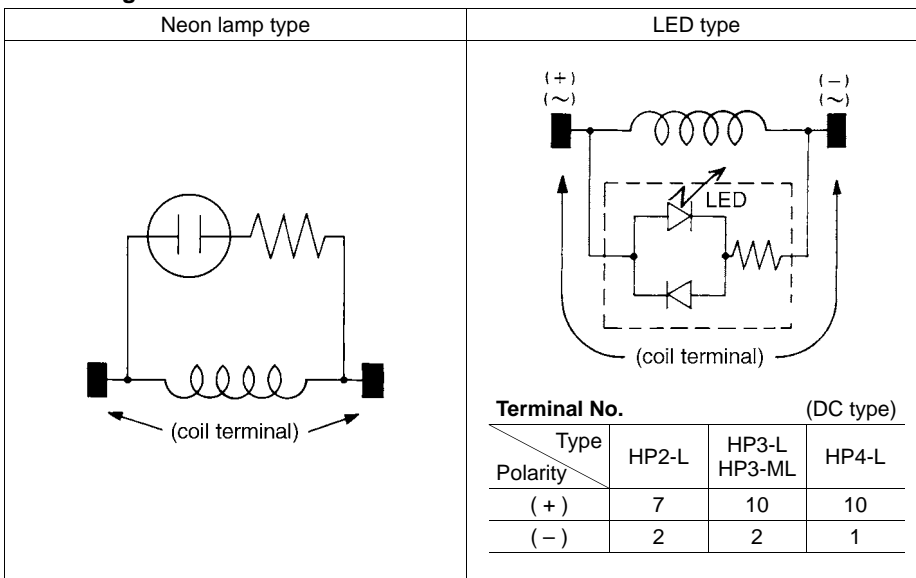 Neon lamp type
LED type
(coil terminal)
(+) (–)
(~) (~)
LED
(coil terminal)
Terminal No. (DC type)
Type
Polarity
HP2-L
HP3-L
HP3-ML
HP4-L
( + ) 7 10 10
( – ) 2 2 1